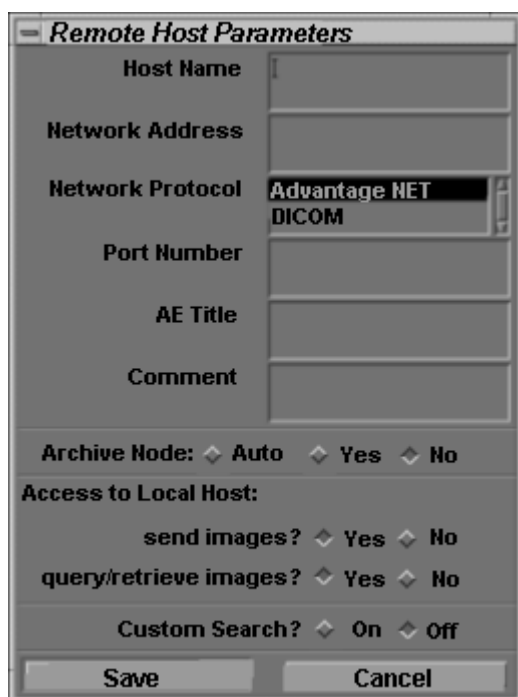 Remote Host Parameters
Host Name
Network Address
Network Protocol Advantage NET
DICOM
Port Number
AE Title
Comment
Archive Node: Auto Yes No
Access to Local Host:
send images? Yes No
query/retrieve images? Yes No
Custom Search? On Off
Save Cancel